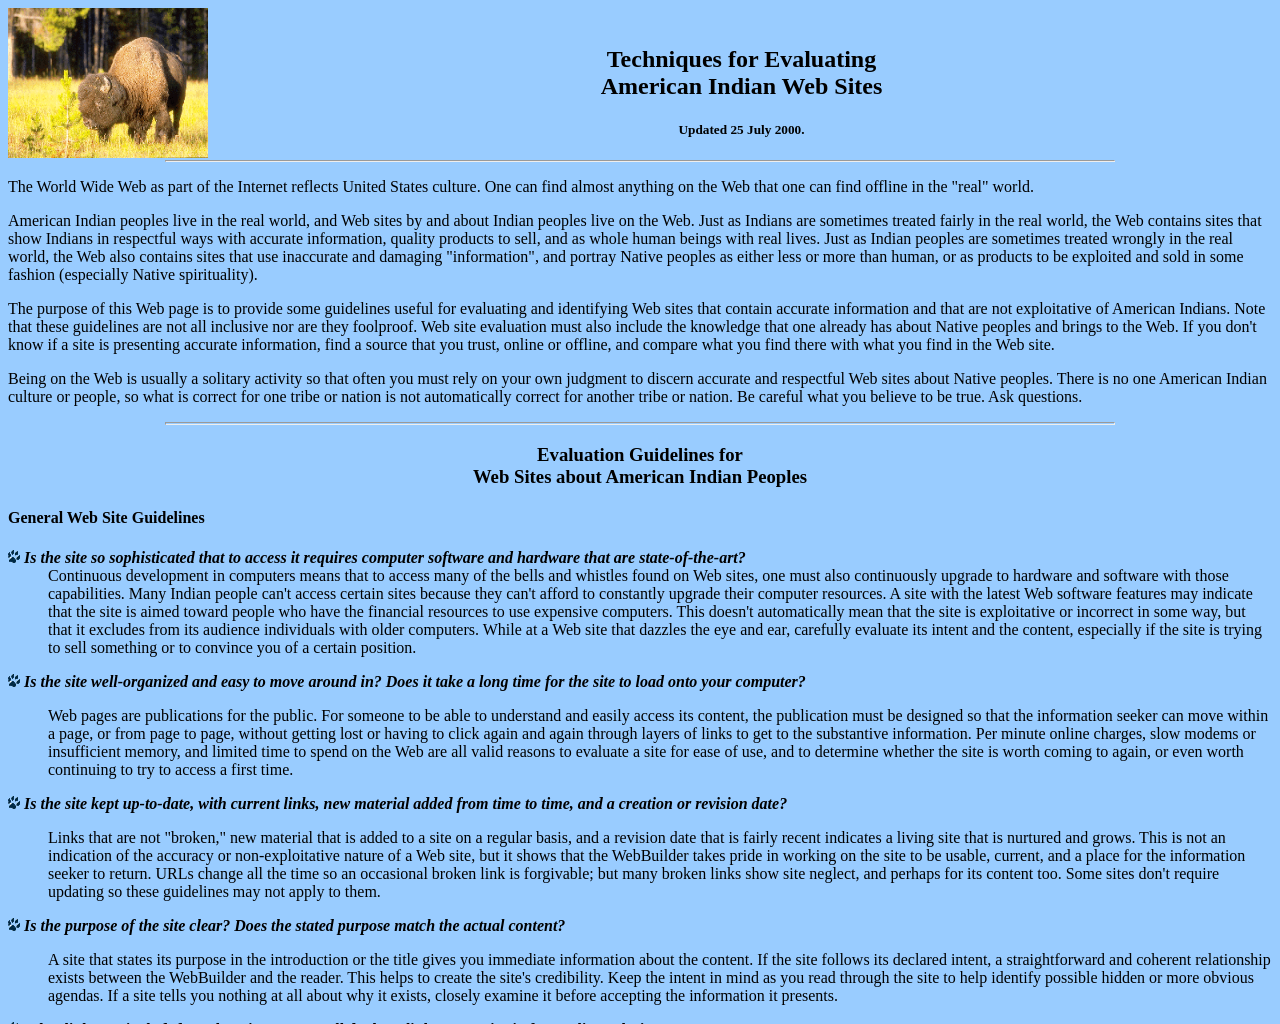 Techniques for Evaluating
American Indian Web Sites
Updated 25 July 2000.
The World Wide Web as part of the Internet reflects United States culture. One can find almost anything on the Web that one can find offline in the "real" world.
American Indian peoples live in the real world, and Web sites by and about Indian peoples live on the Web. Just as Indians are sometimes treated fairly in the real world, the Web contains sites that
show Indians in respectful ways with accurate information, quality products to sell, and as whole human beings with real lives. Just as Indian peoples are sometimes treated wrongly in the real
world, the Web also contains sites that use inaccurate and damaging "information", and portray Native peoples as either less or more than human, or as products to be exploited and sold in some
fashion (especially Native spirituality).
The purpose of this Web page is to provide some guidelines useful for evaluating and identifying Web sites that contain accurate information and that are not exploitative of American Indians. Note
that these guidelines are not all inclusive nor are they foolproof. Web site evaluation must also include the knowledge that one already has about Native peoples and brings to the Web. If you don't
know if a site is presenting accurate information, find a source that you trust, online or offline, and compare what you find there with what you find in the Web site.
Being on the Web is usually a solitary activity so that often you must rely on your own judgment to discern accurate and respectful Web sites about Native peoples. There is no one American Indian
culture or people, so what is correct for one tribe or nation is not automatically correct for another tribe or nation. Be careful what you believe to be true. Ask questions.
Evaluation Guidelines for
Web Sites about American Indian Peoples
General Web Site Guidelines
Is the site so sophisticated that to access it requires computer software and hardware that are state-of-the-art?
Continuous development in computers means that to access many of the bells and whistles found on Web sites, one must also continuously upgrade to hardware and software with those
capabilities. Many Indian people can't access certain sites because they can't afford to constantly upgrade their computer resources. A site with the latest Web software features may indicate
that the site is aimed toward people who have the financial resources to use expensive computers. This doesn't automatically mean that the site is exploitative or incorrect in some way, but
that it excludes from its audience individuals with older computers. While at a Web site that dazzles the eye and ear, carefully evaluate its intent and the content, especially if the site is trying
to sell something or to convince you of a certain position.
Is the site well-organized and easy to move around in? Does it take a long time for the site to load onto your computer?
Web pages are publications for the public. For someone to be able to understand and easily access its content, the publication must be designed so that the information seeker can move within
a page, or from page to page, without getting lost or having to click again and again through layers of links to get to the substantive information. Per minute online charges, slow modems or
insufficient memory, and limited time to spend on the Web are all valid reasons to evaluate a site for ease of use, and to determine whether the site is worth coming to again, or even worth
continuing to try to access a first time.
Is the site kept up-to-date, with current links, new material added from time to time, and a creation or revision date?
Links that are not "broken," new material that is added to a site on a regular basis, and a revision date that is fairly recent indicates a living site that is nurtured and grows. This is not an
indication of the accuracy or non-exploitative nature of a Web site, but it shows that the WebBuilder takes pride in working on the site to be usable, current, and a place for the information
seeker to return. URLs change all the time so an occasional broken link is forgivable; but many broken links show site neglect, and perhaps for its content too. Some sites don't require
updating so these guidelines may not apply to them.
Is the purpose of the site clear? Does the stated purpose match the actual content?
A site that states its purpose in the introduction or the title gives you immediate information about the content. If the site follows its declared intent, a straightforward and coherent relationship
exists between the WebBuilder and the reader. This helps to create the site's credibility. Keep the intent in mind as you read through the site to help identify possible hidden or more obvious
agendas. If a site tells you nothing at all about why it exists, closely examine it before accepting the information it presents.